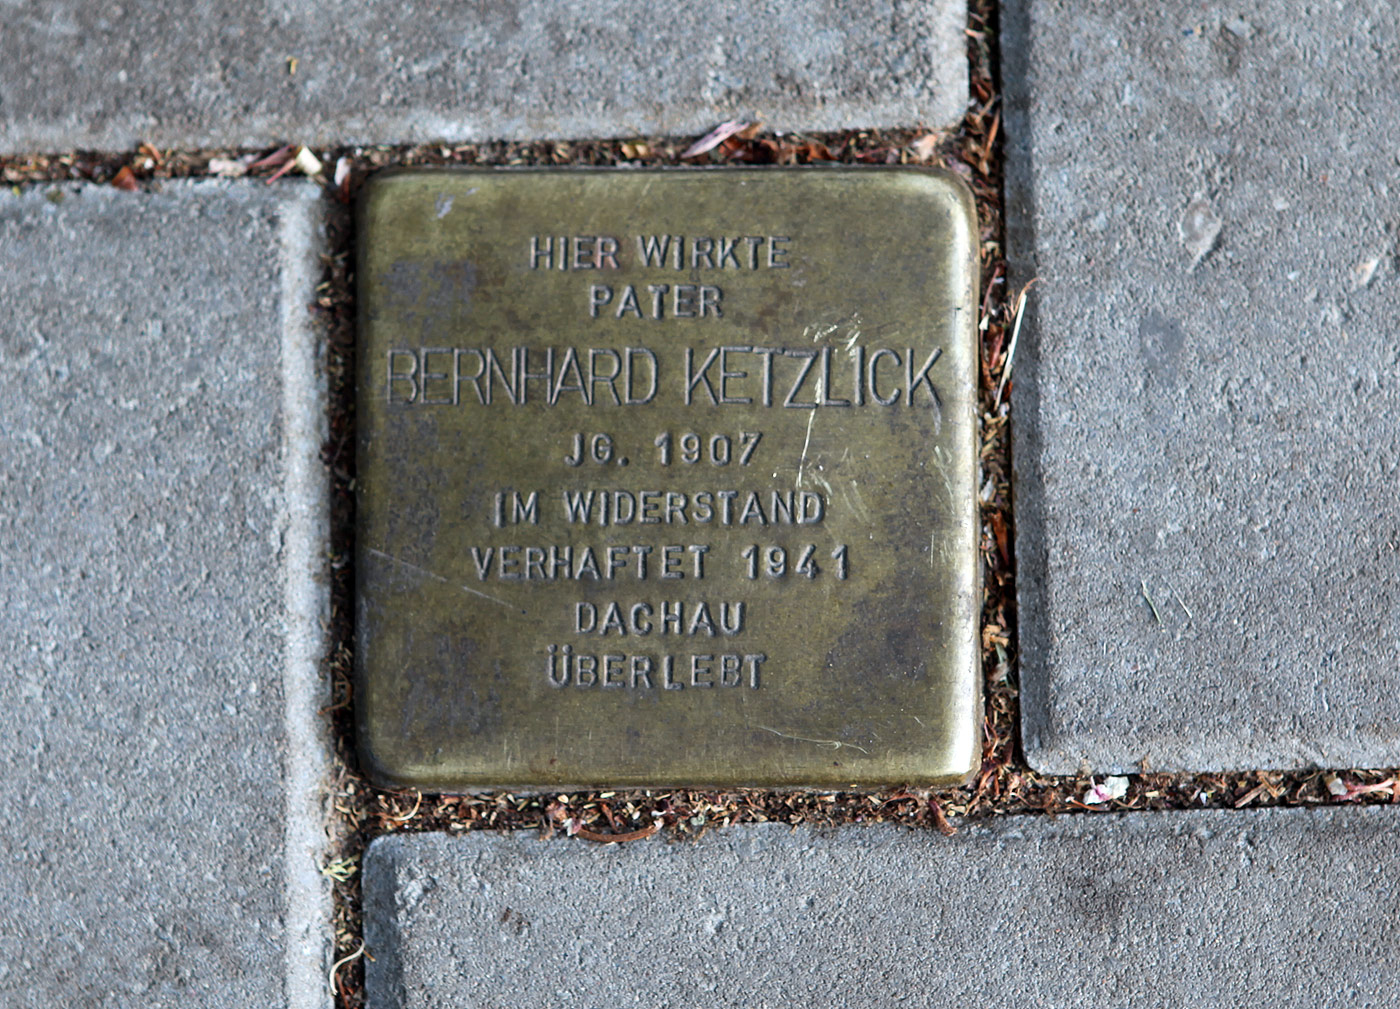 HIER WIRKTE
PATER
BERNHARD KETZLICK
JG. 1907
IM WIDERSTAND
VERHAFTET 1941
DACHAU
ÜBERLEBT